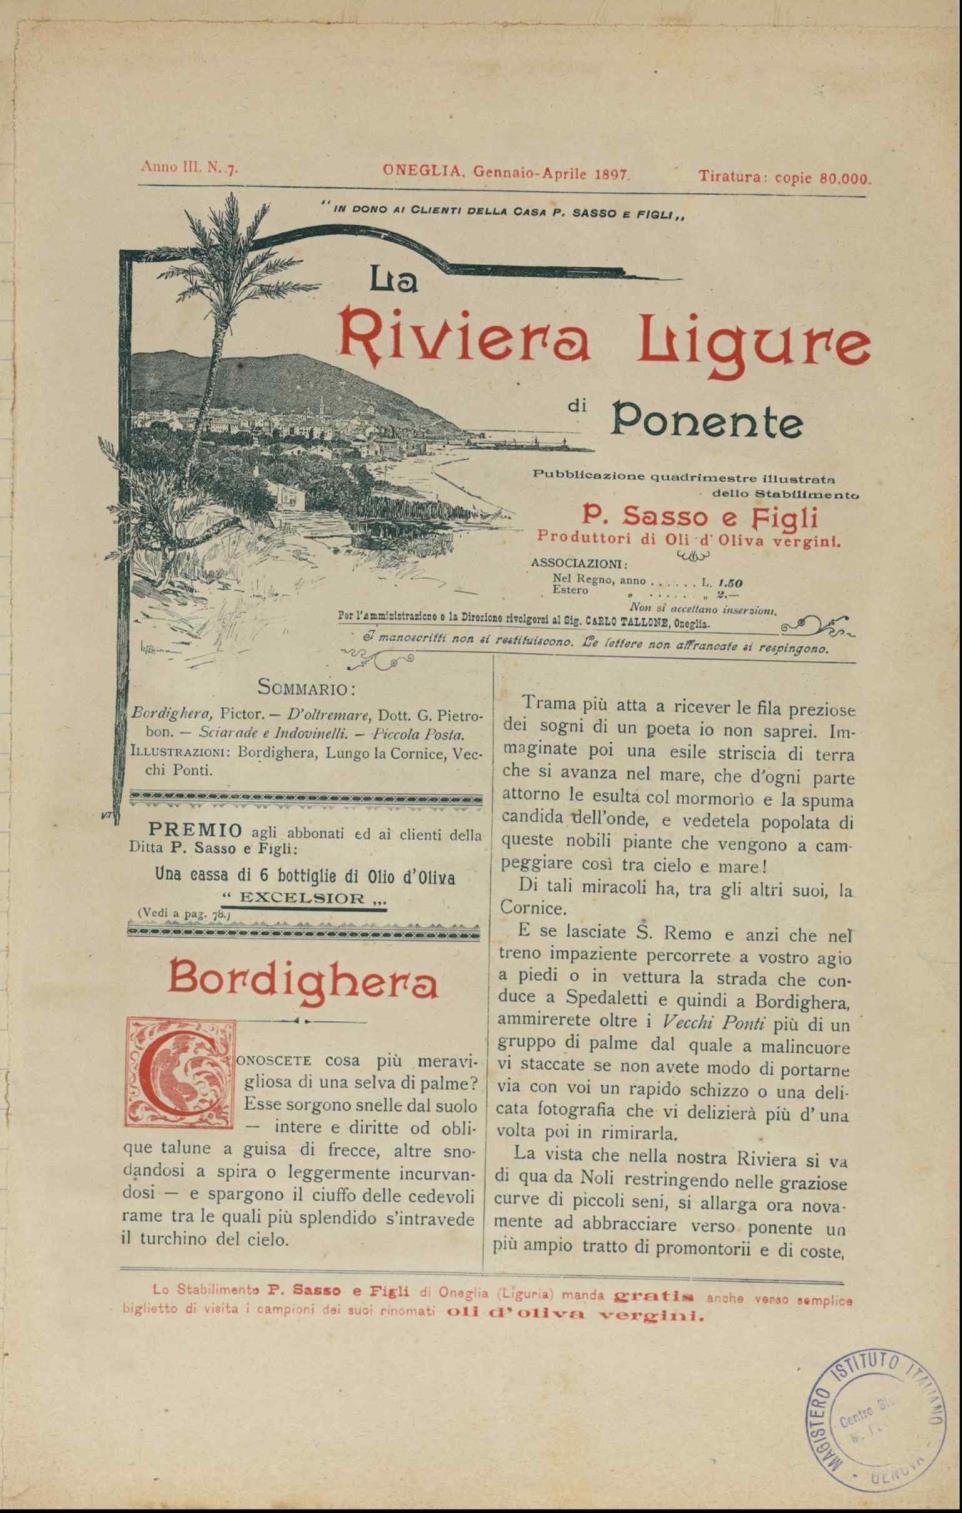 Anno III. N. 7.
ONEGLIA, Gennaio-Aprile 1897.
Tiratura: copie 80.000.
"IN DONO AI CLIENTI DELLA CASA P. SASSO E FIGLI„
La
Riviera Ligure
di Ponente
Pubblicazione quadrimestre illustrata
dello Stabilimento
P. Sasso e Figli
Produttori di Oli d'Oliva vergini.
ASSOCIAZIONI:
Nel Regno, anno . . . . . . L. 1.50
Estero „ . . . . . . „ 2.—
Non si accettano inserzioni.
Per l'amministrazione e la Direzione rivolgersi al Sig. CARLO TALLONE, Oneglia.
I manoscritti non si restituiscono. Le lettere non affrancate si respingono.
SOMMARIO:
Bordighera, Pictor. — D'oltremare, Dott. G. Pietro-
bon. — Sciarade e Indovinelli. — Piccola Posta.
ILLUSTRAZIONI: Bordighera, Lungo la Cornice, Vec-
chi Ponti.
PREMIO agli abbonati ed ai clienti della
Ditta P. Sasso e Figli:
Una cassa di 6 bottiglie di Olio d'Oliva
" EXCELSIOR „.
(Vedi a pag. 78.)
Bordighera
CONOSCETE cosa più meravi-
gliosa di una selva di palme?
Esse sorgono snelle dal suolo
— intere e diritte od obli-
que talune a guisa di frecce, altre sno-
dandosi a spira o leggermente incurvan-
dosi — e spargono il ciuffo delle cedevoli
rame tra le quali più splendido s'intravede
il turchino del cielo.
Trama più atta a ricever le fila preziose
dei sogni di un poeta io non saprei. Im-
maginate poi una esile striscia di terra
che si avanza nel mare, che d'ogni parte
attorno le esulta col mormorìo e la spuma
candida dell'onde, e vedetela popolata di
queste nobili piante che vengono a cam-
peggiare così tra cielo e mare!
Di tali miracoli ha, tra gli altri suoi, la
Cornice.
E se lasciate S. Remo e anzi che nel
treno impaziente percorrete a vostro agio
a piedi o in vettura la strada che con-
duce a Spedaletti e quindi a Bordighera,
ammirerete oltre i Vecchi Ponti più di un
gruppo di palme dal quale a malincuore
vi staccate se non avete modo di portarne
via con voi un rapido schizzo o una deli-
cata fotografia che vi delizierà più d' una
volta poi in rimirarla.
La vista che nella nostra Riviera si va
di qua da Noli restringendo nelle graziose
curve di piccoli seni, si allarga ora nova-
mente ad abbracciare verso ponente un
più ampio tratto di promontorii e di coste,
Lo Stabilimento P. Sasso e Figli di Oneglia (Liguria) manda gratis anche verso semplice
biglietto di visita i campioni dei suoi rinomati oli d'oliva vergini.
MAGISTERO ISTITUTO ITALIANO
Centro
GENOVA